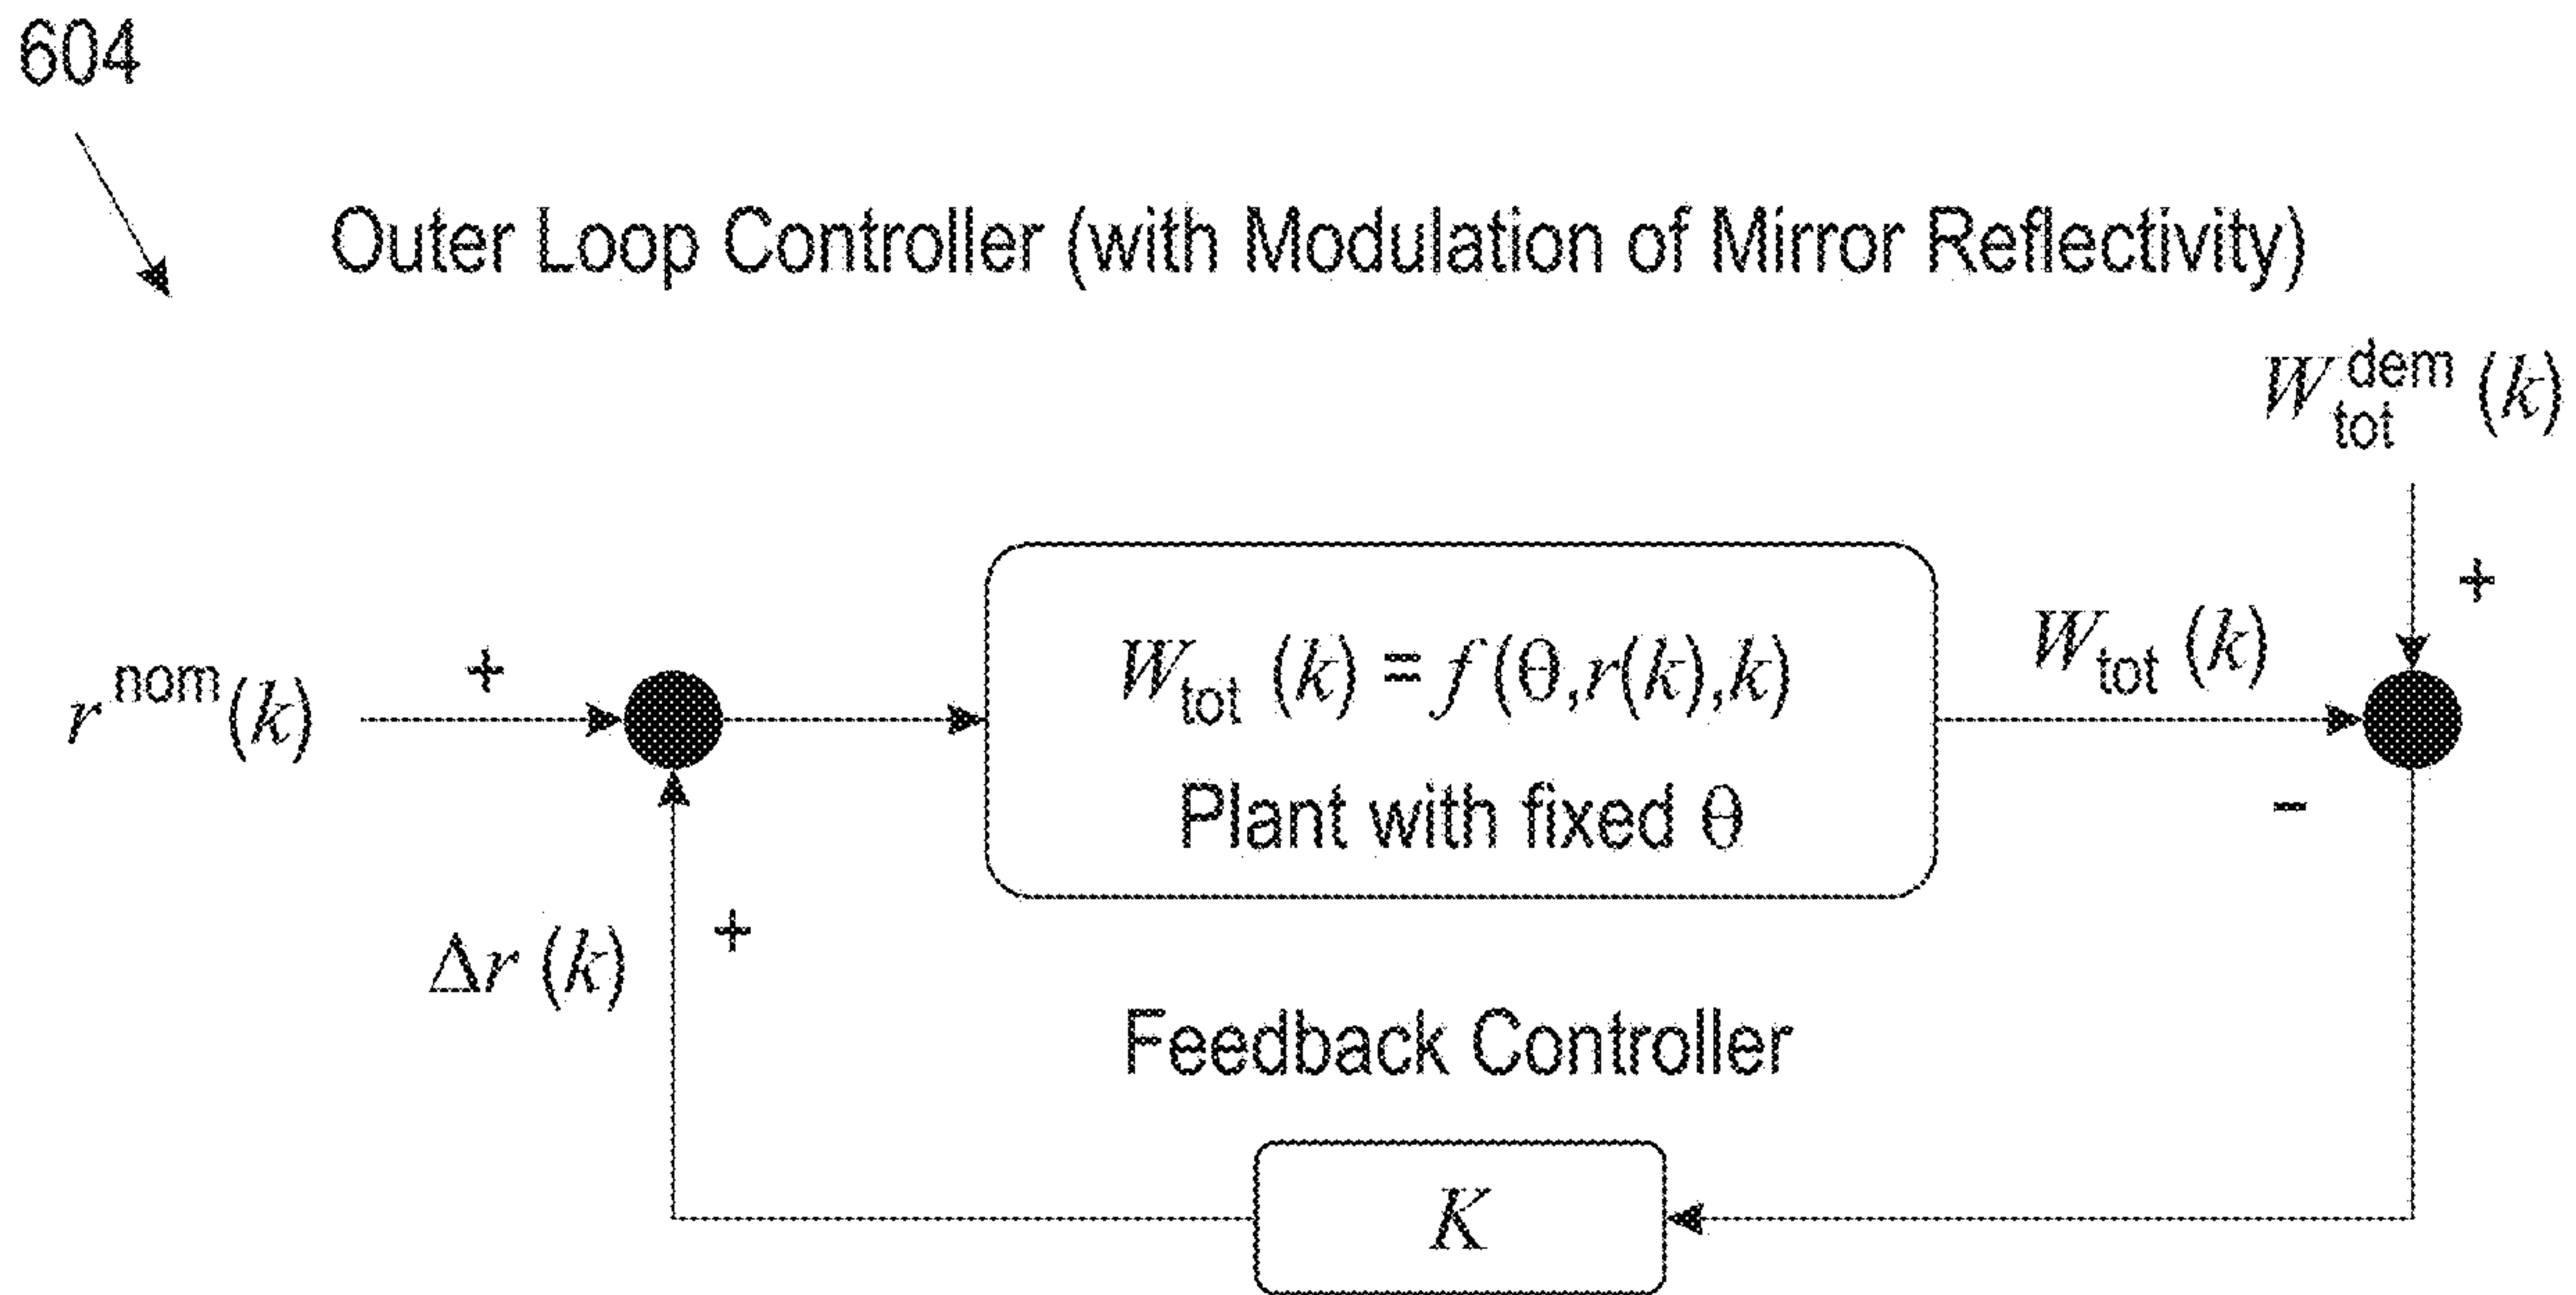 604
Outer Loop Controller (with Modulation of Mirror Reflectivity)
W_tot^dem (k)
+
r^nom(k)
+
W_tot (k) = f (θ,r(k),k)
Plant with fixed θ
W_tot (k)
−
Δr (k)
+
Feedback Controller
K